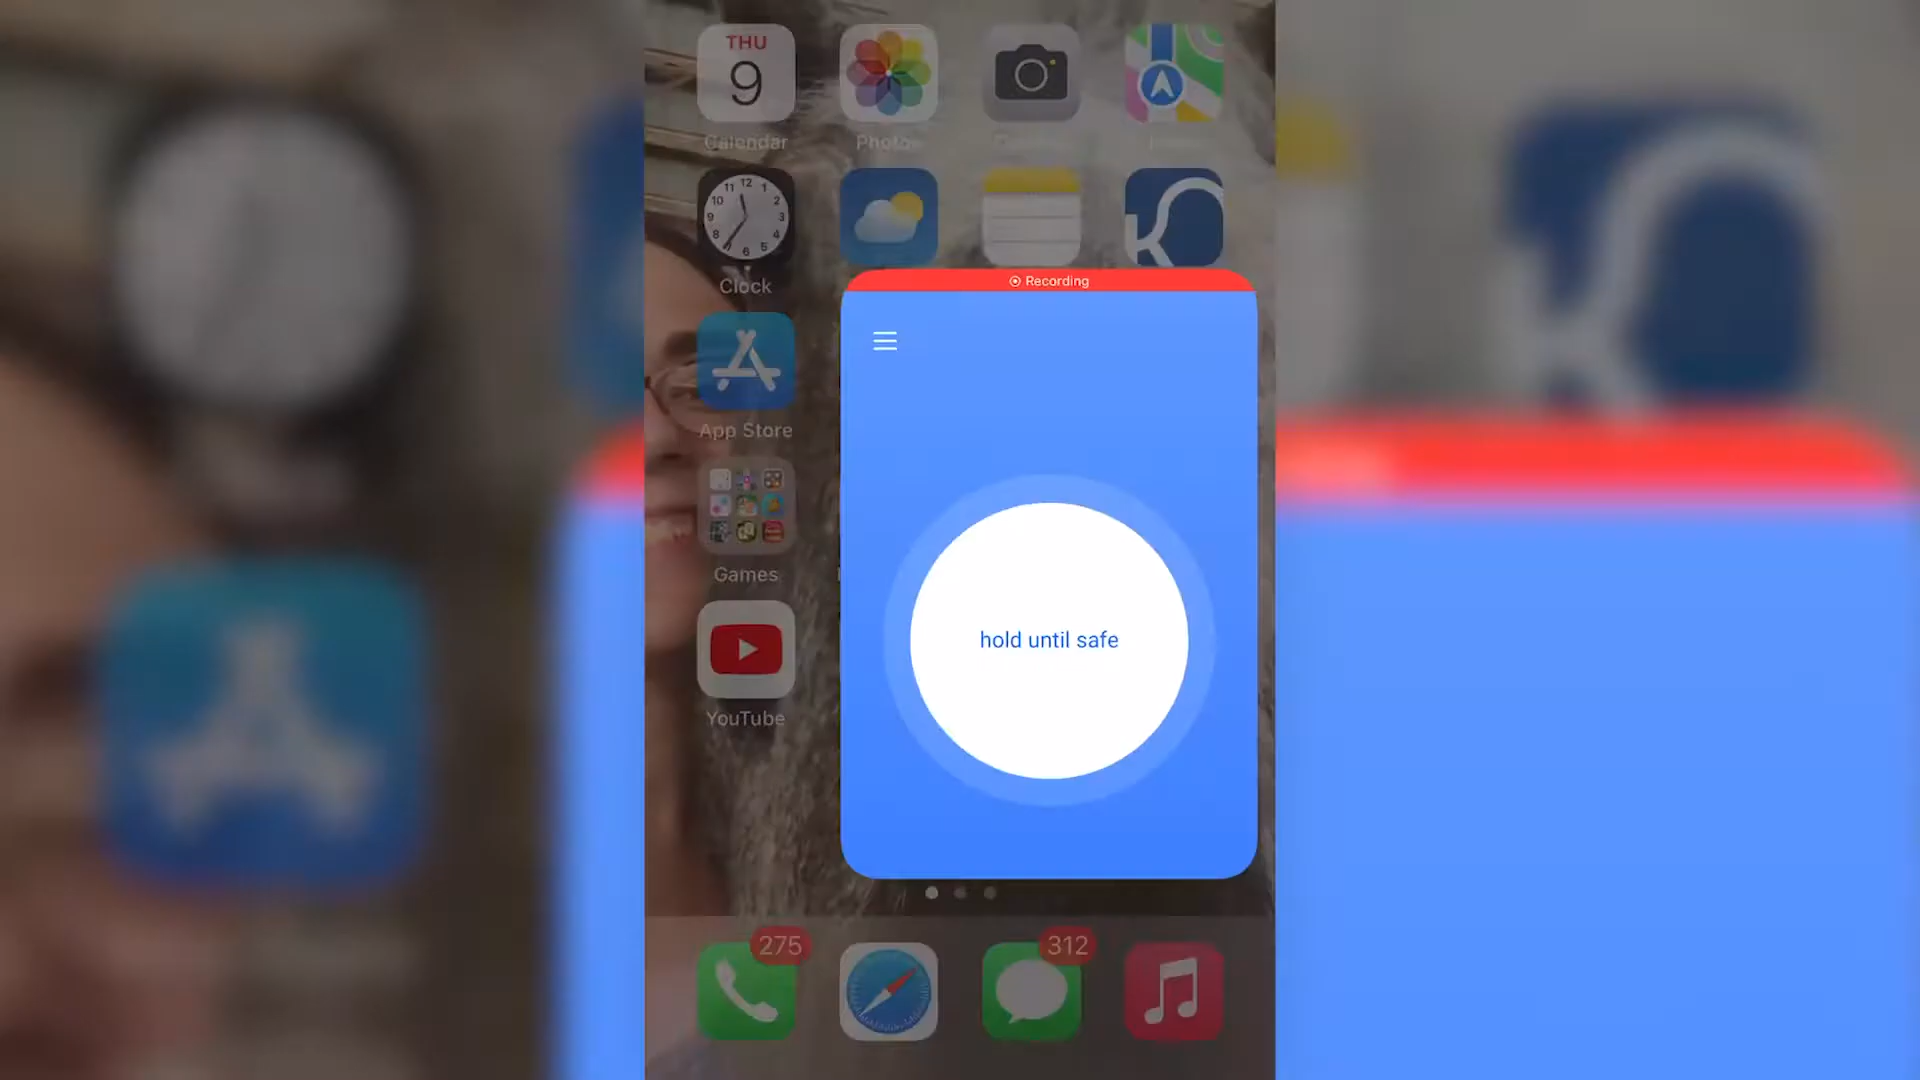 THU
9
Calendar
Photos
Clock
Recording
App Store
hold until safe
Games
YouTube
275
312